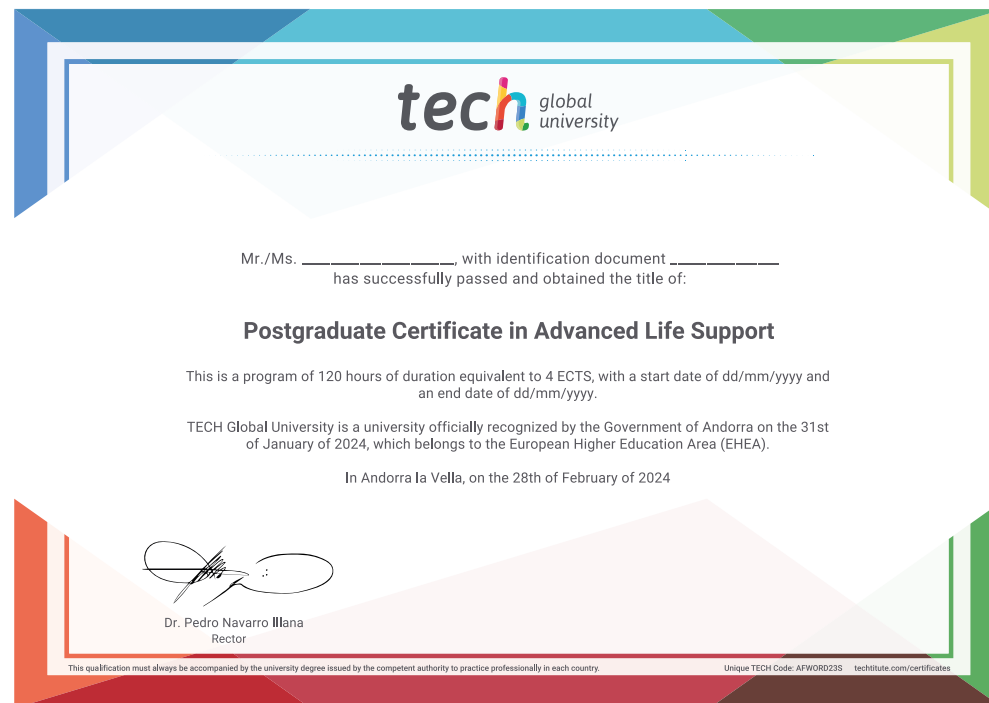 tech global
university
Mr./Ms. ____________________, with identification document ______________
has successfully passed and obtained the title of:
Postgraduate Certificate in Advanced Life Support
This is a program of 120 hours of duration equivalent to 4 ECTS, with a start date of dd/mm/yyyy and
an end date of dd/mm/yyyy.
TECH Global University is a university officially recognized by the Government of Andorra on the 31st
of January of 2024, which belongs to the European Higher Education Area (EHEA).
In Andorra la Vella, on the 28th of February of 2024
Dr. Pedro Navarro Illana
Rector
This qualification must always be accompanied by the university degree issued by the competent authority to practice professionally in each country. Unique TECH Code: AFWORD23S techtitute.com/certificates